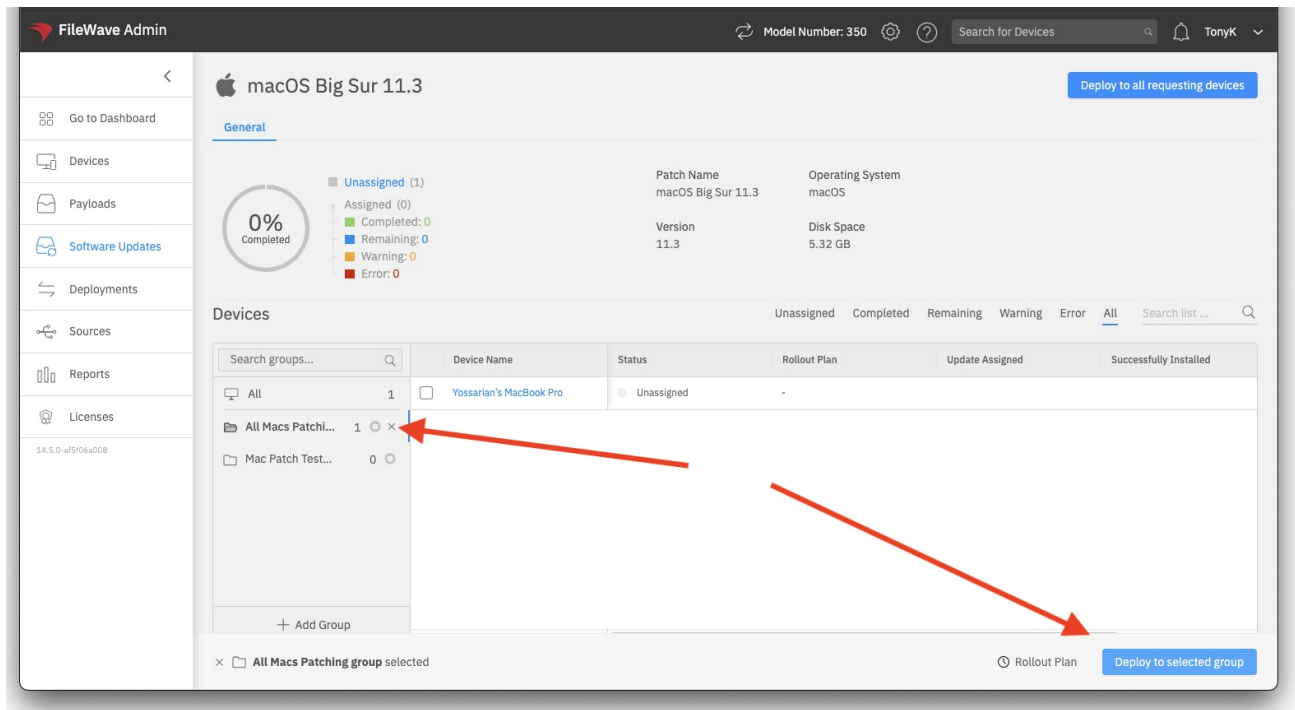 FileWave Admin
Model Number: 350
Search for Devices
TonyK
Go to Dashboard
Devices
Payloads
Software Updates
Deployments
Sources
Reports
Licenses
14.5.0-af5f06a008
macOS Big Sur 11.3
Deploy to all requesting devices
General
0%
Completed
Unassigned (1)
Assigned (0)
Completed: 0
Remaining: 0
Warning: 0
Error: 0
Patch Name
macOS Big Sur 11.3
Operating System
macOS
Version
11.3
Disk Space
5.32 GB
Devices
Unassigned Completed Remaining Warning Error All Search list ...
Search groups...
Device Name Status Rollout Plan Update Assigned Successfully Installed
All 1
Yossarian's MacBook Pro Unassigned -
All Macs Patchi... 1
Mac Patch Test... 0
+ Add Group
All Macs Patching group selected
Rollout Plan
Deploy to selected group